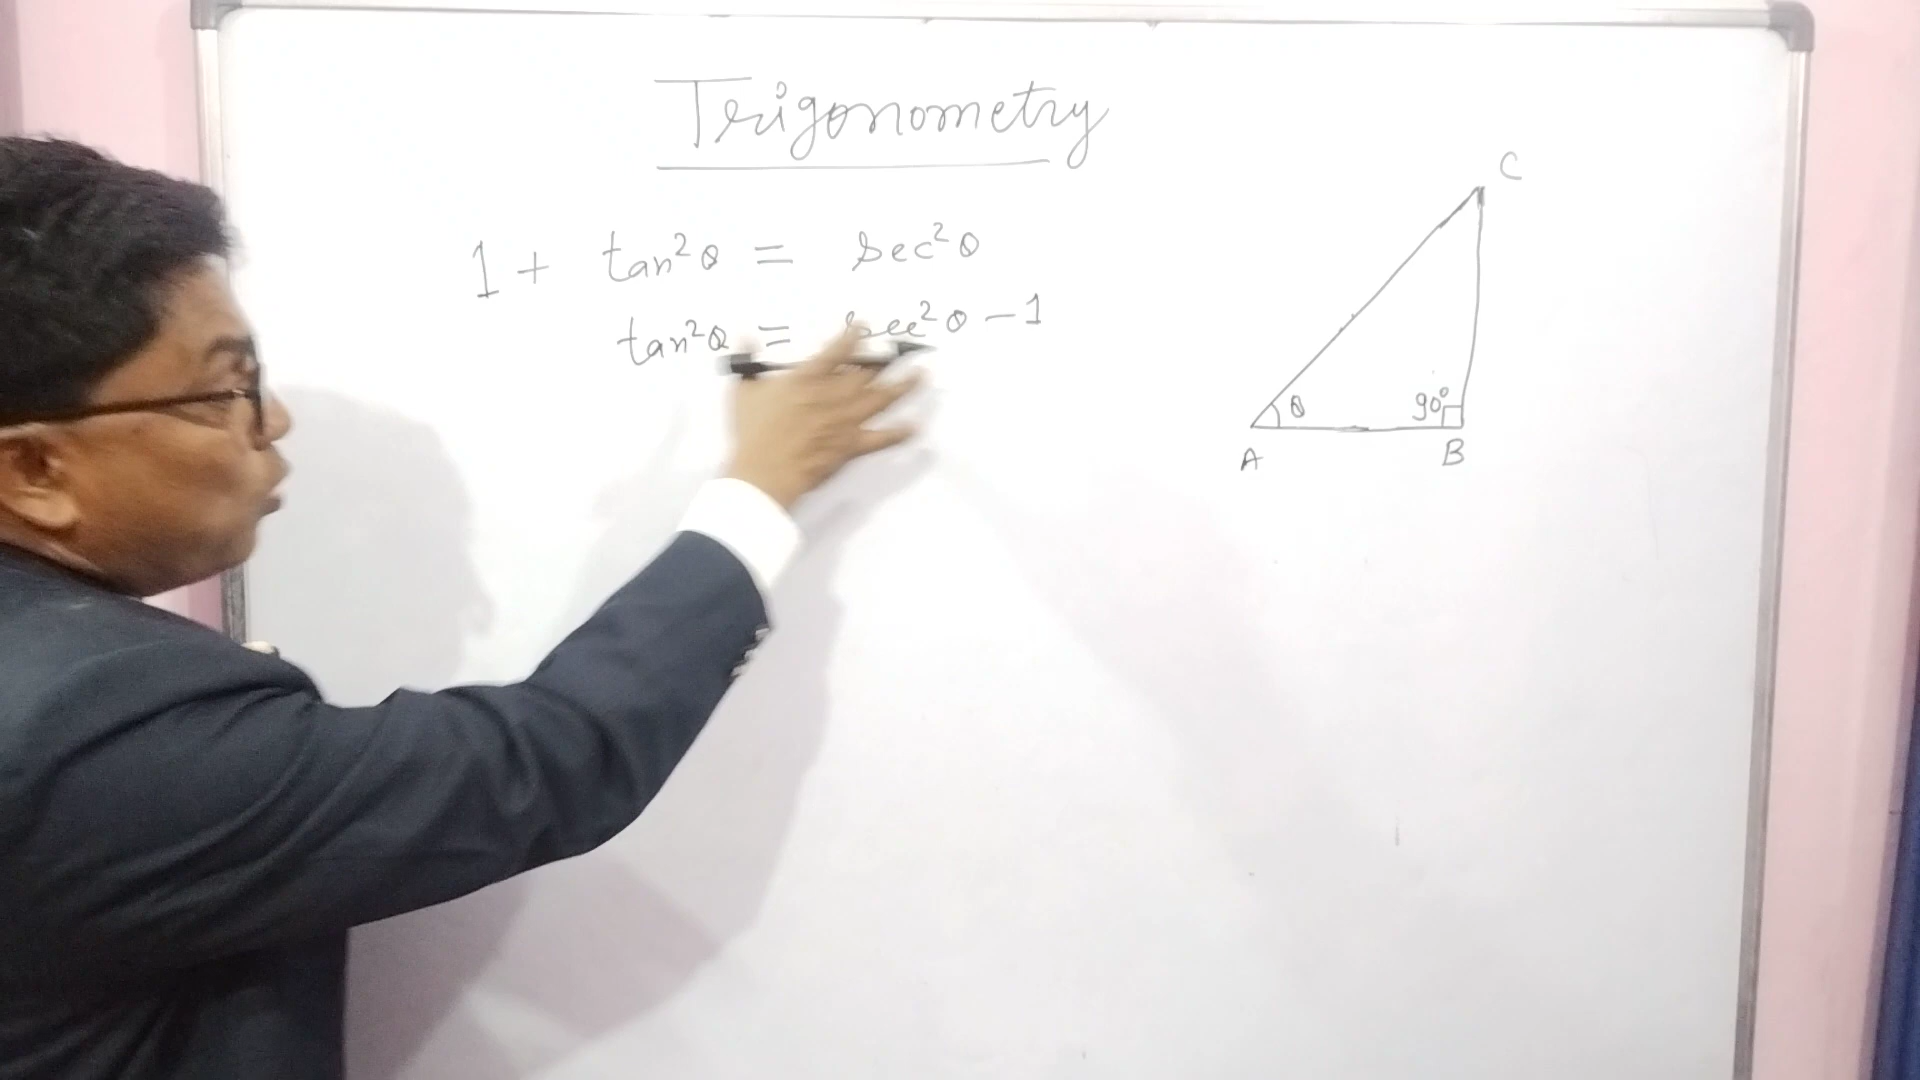 Trigonometry
1 + tan²θ = sec²θ
tan²θ = sec²θ - 1
C
θ
90°
A
B